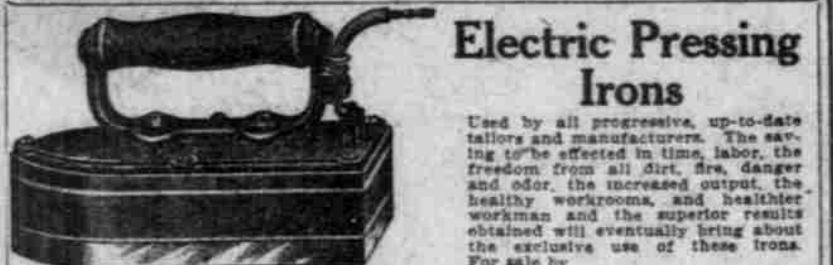 Electric Pressing
Irons
Used by all progressive, up-to-date
tailors and manufacturers. The sav-
ing to be effected in time, labor, the
freedom from all dirt, fire, danger
and odor, the increased output, the
healthy workrooms, and healthier
workman and the superior results
obtained will eventually bring about
the exclusive use of these irons.
For sale by